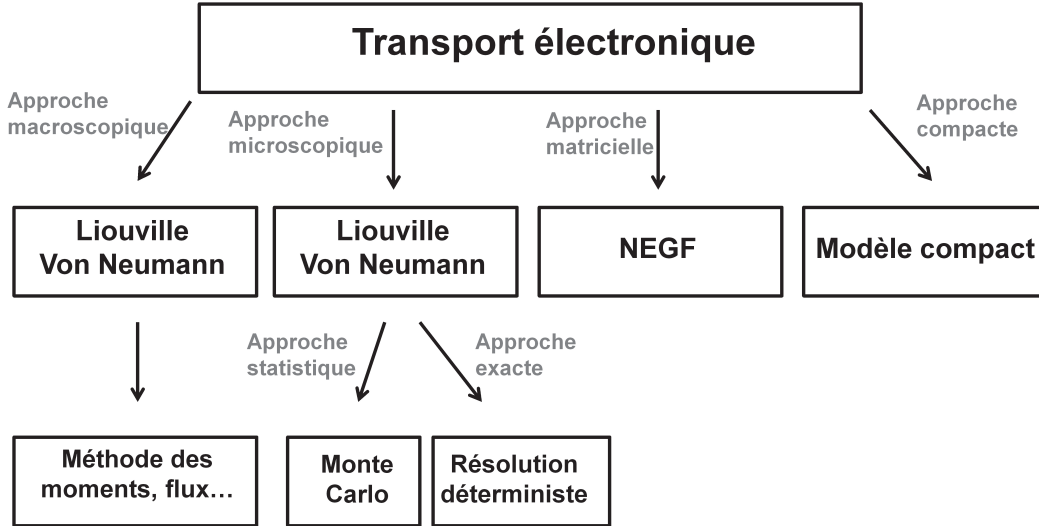 Transport électronique
Approche
macroscopique
Approche
microscopique
Approche
matricielle
Approche
compacte
Liouville
Von Neumann
Liouville
Von Neumann
NEGF
Modèle compact
Approche
statistique
Approche
exacte
Méthode des
moments, flux…
Monte
Carlo
Résolution
déterministe